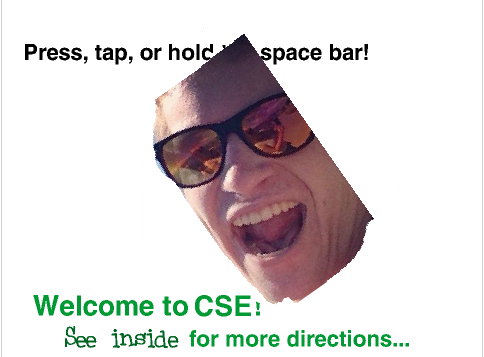 Press, tap, or hold space bar!
Welcome to CSE!
See inside for more directions...